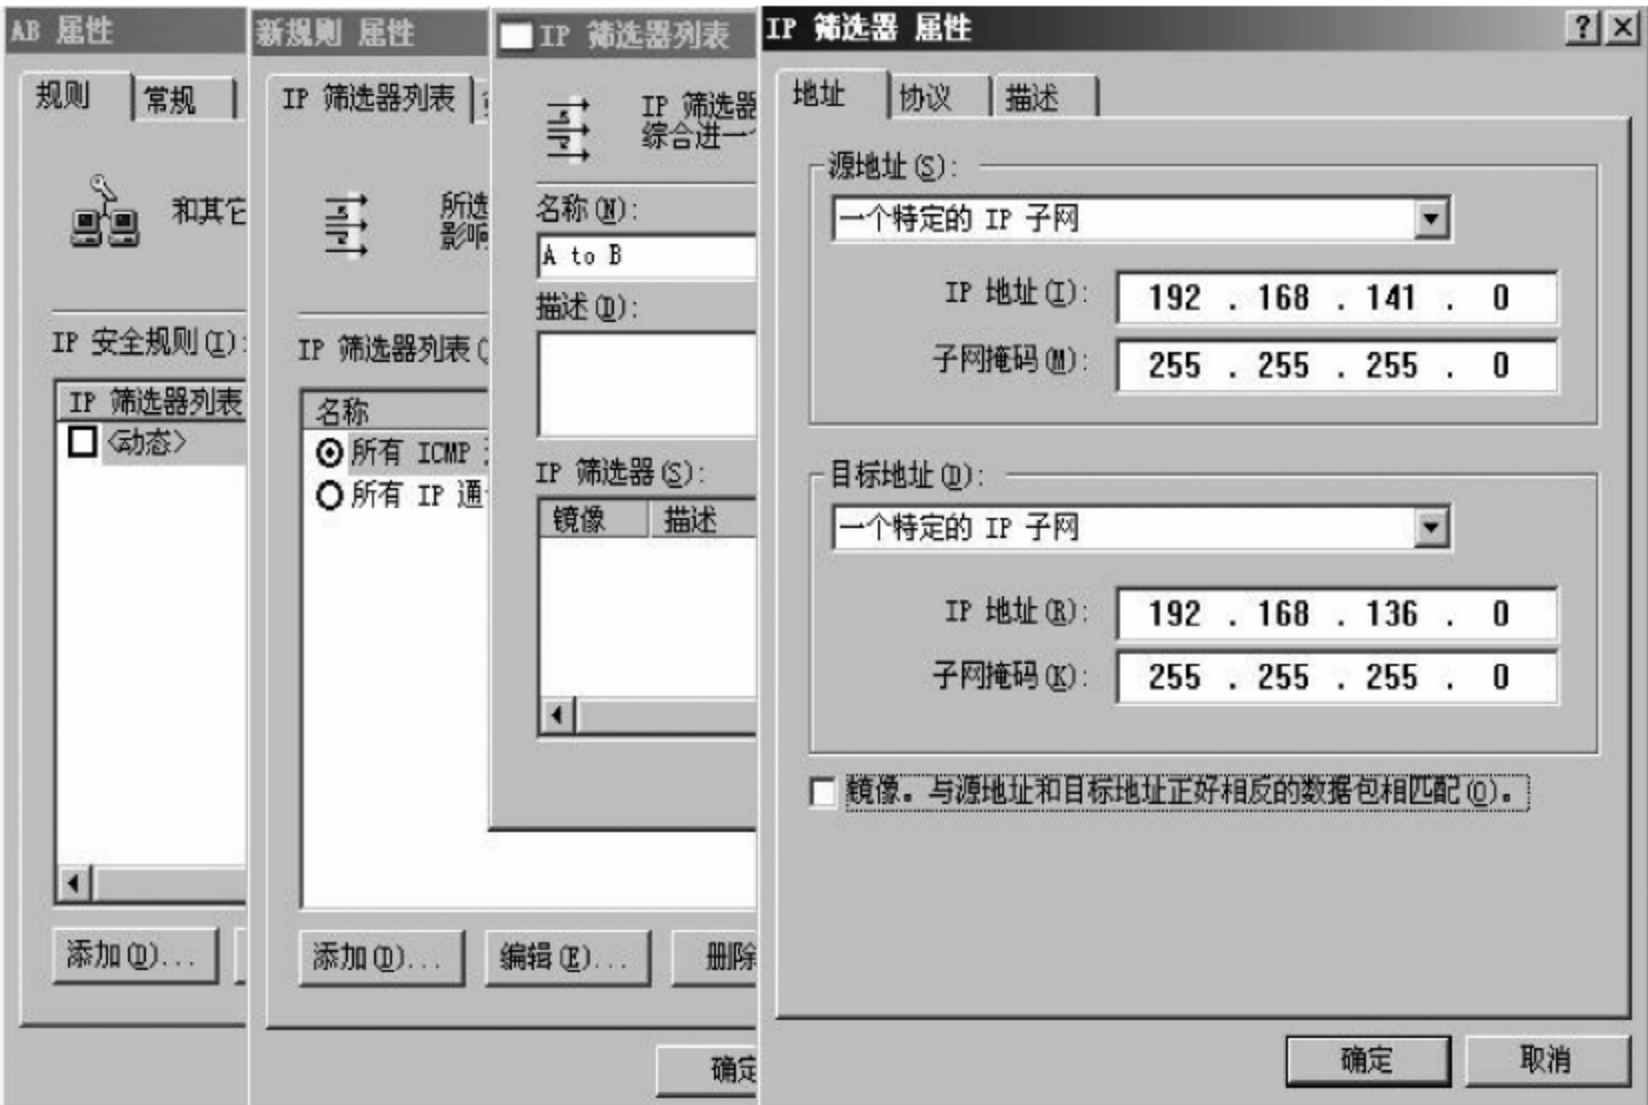 AB 属性
规则
常规
和其它
IP 安全规则(I):
IP 筛选器列表
<动态>
添加(D)...
新规则 属性
IP 筛选器列表
所选
影响
IP 筛选器列表(
名称
所有 ICMP
所有 IP 通
添加(D)...
编辑(E)...
删除
确定
IP 筛选器列表
IP 筛选器
综合进一个
名称(N):
A to B
描述(D):
IP 筛选器(S):
镜像
描述
IP 筛选器 属性
地址
协议
描述
源地址(S):
一个特定的 IP 子网
IP 地址(I): 192 . 168 . 141 . 0
子网掩码(M): 255 . 255 . 255 . 0
目标地址(D):
一个特定的 IP 子网
IP 地址(R): 192 . 168 . 136 . 0
子网掩码(K): 255 . 255 . 255 . 0
镜像。与源地址和目标地址正好相反的数据包相匹配(O)。
确定
取消